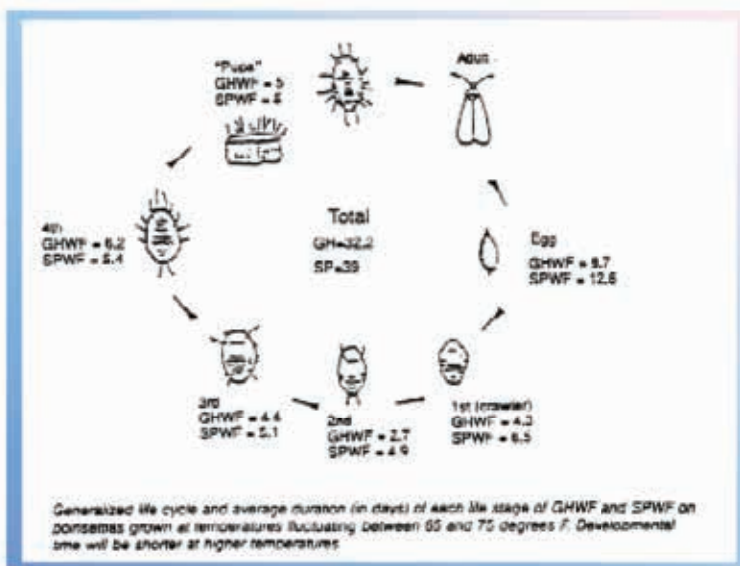 "Pupa"
GHWF = 5
SPWF = 5
Adult
4th
GHWF = 6.2
SPWF = 5.4
Total
GH=32.2
SP=39
Egg
GHWF = 9.7
SPWF = 12.6
3rd
GHWF = 4.4
SPWF = 5.1
2nd
GHWF = 2.7
SPWF = 4.9
1st (crawler)
GHWF = 4.3
SPWF = 6.5
Generalized life cycle and average duration (in days) of each life stage of GHWF and SPWF on
poinsettias grown at temperatures fluctuating between 65 and 75 degrees F. Developmental
time will be shorter at higher temperatures